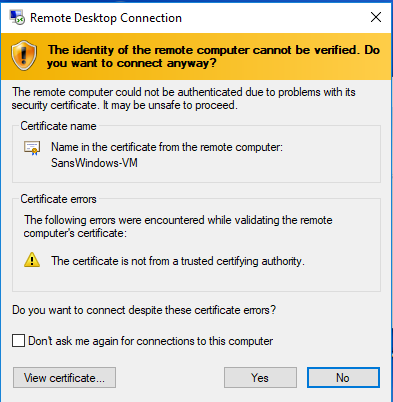 Remote Desktop Connection
The identity of the remote computer cannot be verified. Do
you want to connect anyway?
The remote computer could not be authenticated due to problems with its
security certificate. It may be unsafe to proceed.
Certificate name
Name in the certificate from the remote computer:
SansWindows-VM
Certificate errors
The following errors were encountered while validating the remote
computer's certificate:
The certificate is not from a trusted certifying authority.
Do you want to connect despite these certificate errors?
Don't ask me again for connections to this computer
View certificate... Yes No